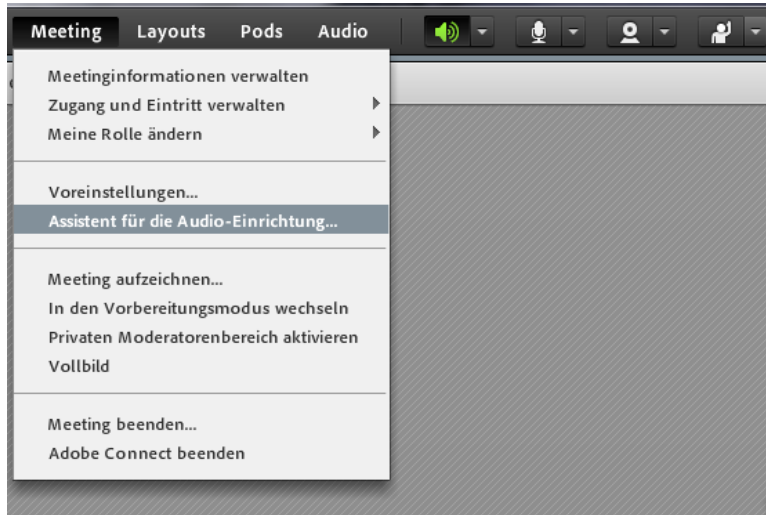 Meeting Layouts Pods Audio
Meetinginformationen verwalten
Zugang und Eintritt verwalten
Meine Rolle ändern
Voreinstellungen...
Assistent für die Audio-Einrichtung...
Meeting aufzeichnen...
In den Vorbereitungsmodus wechseln
Privaten Moderatorenbereich aktivieren
Vollbild
Meeting beenden...
Adobe Connect beenden